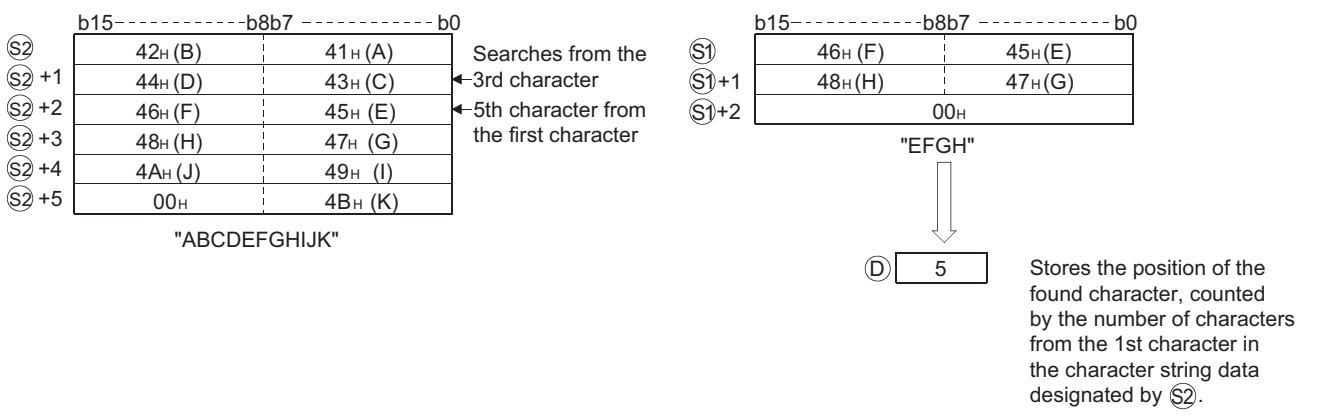 b15------------b8b7 -------------b0
S2 42H (B) 41H (A)
S2 +1 44H (D) 43H (C)
S2 +2 46H (F) 45H (E)
S2 +3 48H (H) 47H (G)
S2 +4 4AH (J) 49H (I)
S2 +5 00H 4BH (K)
"ABCDEFGHIJK"
Searches from the
3rd character
5th character from
the first character
b15------------b8b7 -------------b0
S1 46H (F) 45H (E)
S1+1 48H (H) 47H (G)
S1+2 00H
"EFGH"
D 5
Stores the position of the
found character, counted
by the number of characters
from the 1st character in
the character string data
designated by S2.